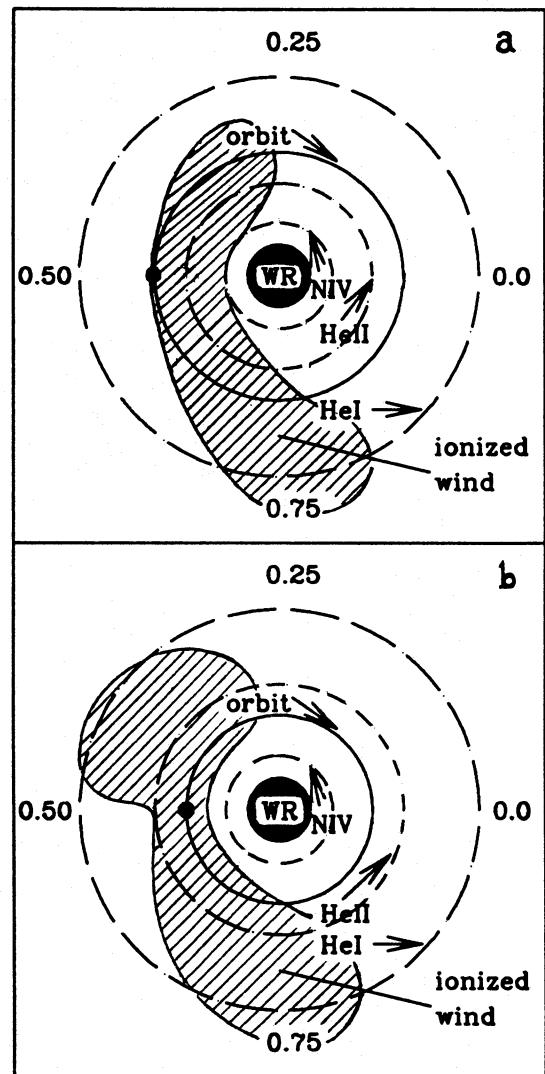 0.25
a
orbit
0.50
WR
0.0
NIV
HeII
HeI
ionized
wind
0.75
0.25
b
orbit
0.50
WR
0.0
NIV
HeII
HeI
ionized
wind
0.75